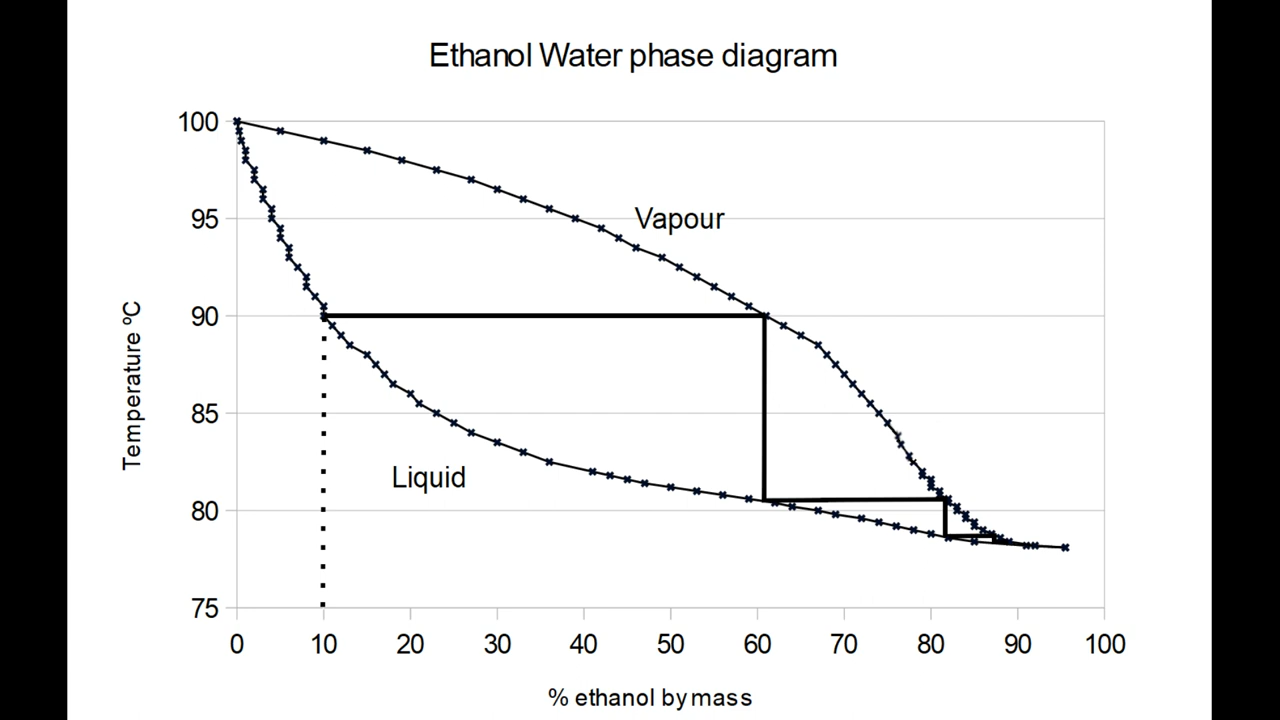 Ethanol Water phase diagram
100
95
90
85
80
75
Temperature ºC
Vapour
Liquid
0 10 20 30 40 50 60 70 80 90 100
% ethanol by mass